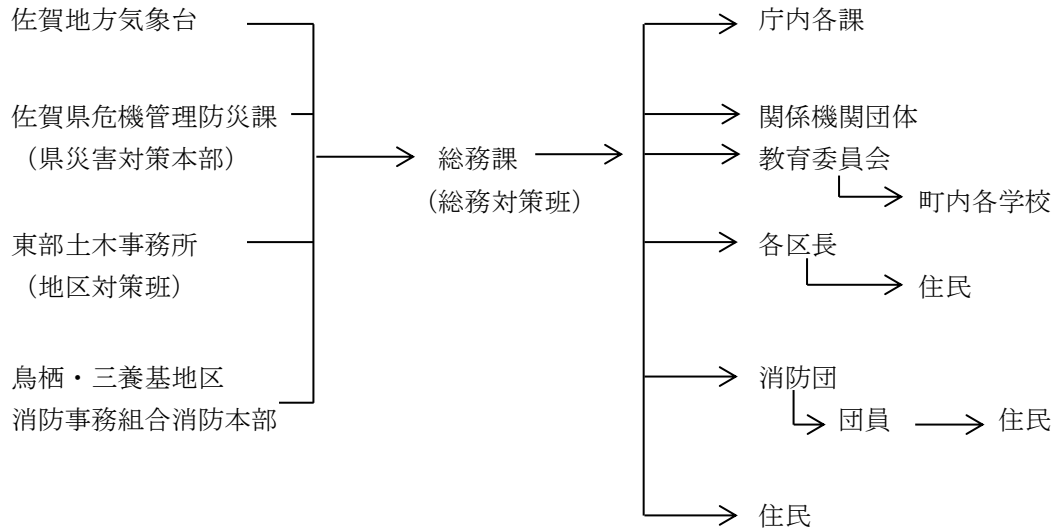 佐賀地方気象台
佐賀県危機管理防災課
（県災害対策本部）
東部土木事務所
（地区対策班）
鳥栖・三養基地区
消防事務組合消防本部
総務課
（総務対策班）
庁内各課
関係機関団体
教育委員会
町内各学校
各区長
住民
消防団
団員
住民
住民